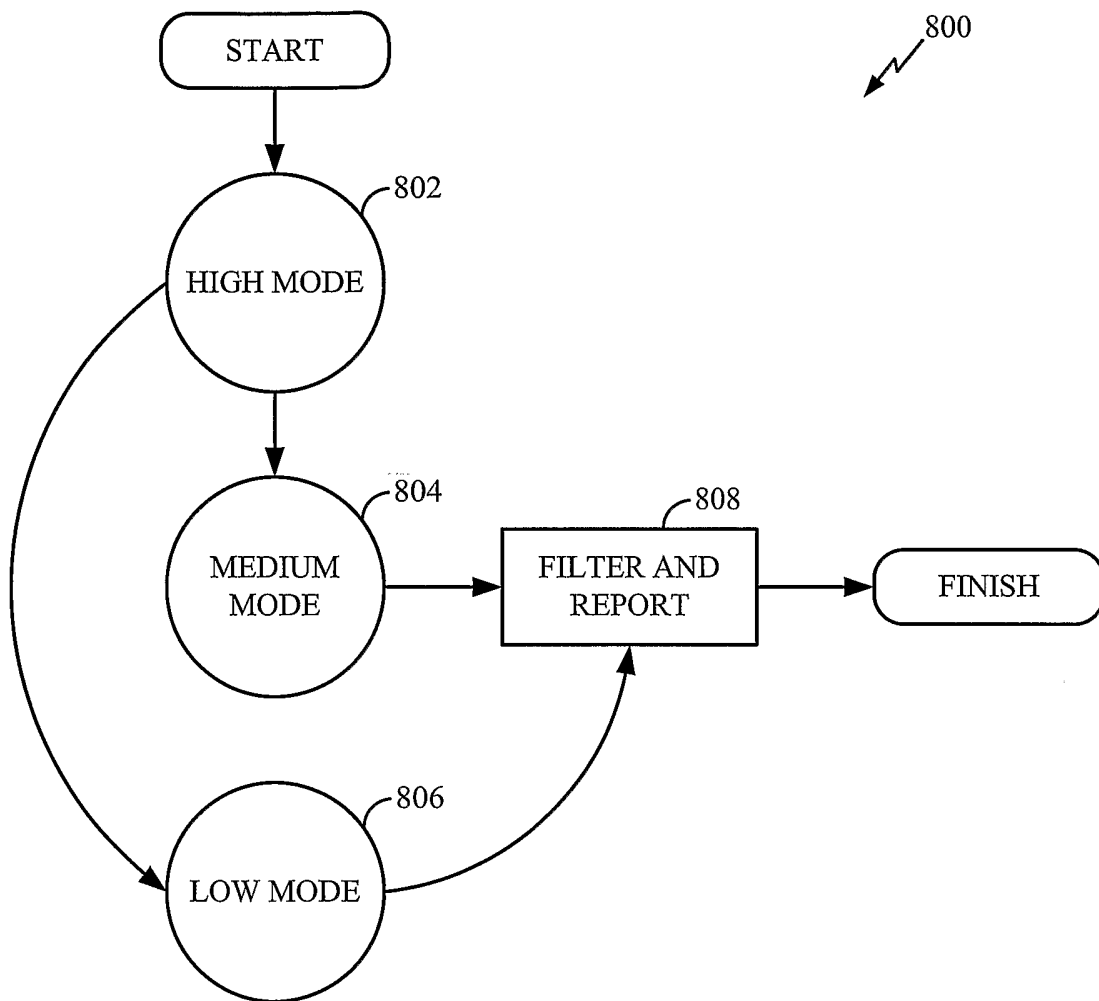 START
800
802
HIGH MODE
804
MEDIUM
MODE
808
FILTER AND
REPORT
FINISH
806
LOW MODE